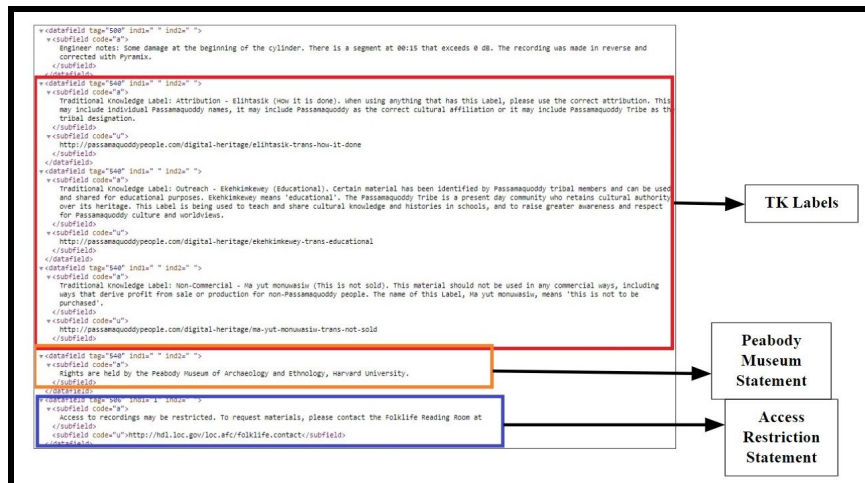 ▼<datafield tag="500" ind1=" " ind2=" ">
▼<subfield code="a">
Engineer notes: Some damage at the beginning of the cylinder. There is a segment at 00:15 that exceeds 0 dB. The recording was made in reverse and
corrected with Pyramix.
</subfield>
</datafield>
▼<datafield tag="540" ind1=" " ind2=" ">
▼<subfield code="a">
Traditional Knowledge Label: Attribution - Elihtasik (How it is done). When using anything that has this Label, please use the correct attribution. This
may include individual Passamaquoddy names, it may include Passamaquoddy as the correct cultural affiliation or it may include Passamaquoddy Tribe as the
tribal designation.
</subfield>
▼<subfield code="u">
http://passamaquoddypeople.com/digital-heritage/elihtasik-trans-how-it-done
</subfield>
</datafield>
▼<datafield tag="540" ind1=" " ind2=" ">
▼<subfield code="a">
Traditional Knowledge Label: Outreach - Ekehkimkewey (Educational). Certain material has been identified by Passamaquoddy tribal members and can be used
and shared for educational purposes. Ekehkimkewey means 'educational'. The Passamaquoddy Tribe is a present day community who retains cultural authority
over its heritage. This Label is being used to teach and share cultural knowledge and histories in schools, and to raise greater awareness and respect
for Passamaquoddy culture and worldviews.
</subfield>
▼<subfield code="u">
http://passamaquoddypeople.com/digital-heritage/ekehkimkewey-trans-educational
</subfield>
</datafield>
▼<datafield tag="540" ind1=" " ind2=" ">
▼<subfield code="a">
Traditional Knowledge Label: Non-Commercial - Ma yut monuwasiw (This is not sold). This material should not be used in any commercial ways, including
ways that derive profit from sale or production for non-Passamaquoddy people. The name of this Label, Ma yut monuwasiw, means 'this is not to be
purchased'.
</subfield>
▼<subfield code="u">
http://passamaquoddypeople.com/digital-heritage/ma-yut-monuwasiw-trans-not-sold
</subfield>
</datafield>
▼<datafield tag="540" ind1=" " ind2=" ">
▼<subfield code="a">
Rights are held by the Peabody Museum of Archaeology and Ethnology, Harvard University.
</subfield>
</datafield>
▼<datafield tag="506" ind1="1" ind2=" ">
▼<subfield code="a">
Access to recordings may be restricted. To request materials, please contact the Folklife Reading Room at
</subfield>
<subfield code="u">http://hdl.loc.gov/loc.afc/folklife.contact</subfield>
</datafield>
TK Labels
Peabody
Museum
Statement
Access
Restriction
Statement